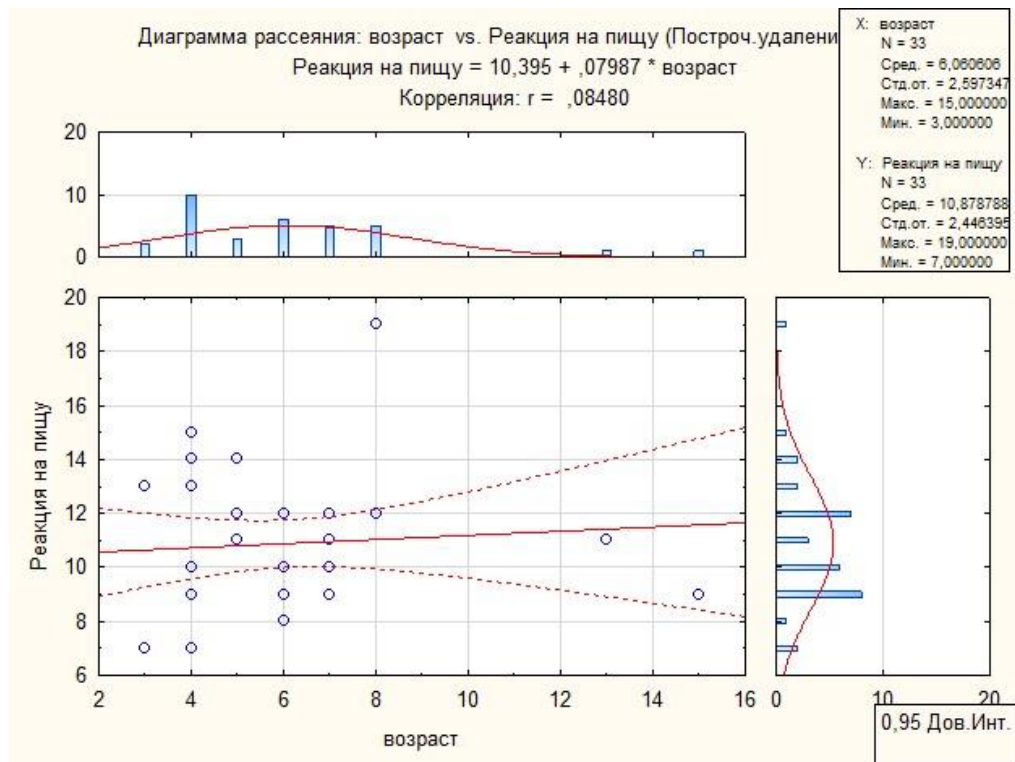 Диаграмма рассеяния: возраст vs. Реакция на пищу (Построч.удалени
Реакция на пищу = 10,395 + ,07987 * возраст
Корреляция: r = ,08480
X: возраст
N = 33
Сред. = 6,060606
Стд.от. = 2,597347
Макс. = 15,000000
Мин. = 3,000000
Y: Реакция на пищу
N = 33
Сред. = 10,878788
Стд.от. = 2,446395
Макс. = 19,000000
Мин. = 7,000000
20
10
0
20
18
16
14
12
10
8
6
Реакция на пищу
2 4 6 8 10 12 14 16
возраст
0 10 20
0,95 Дов.Инт.